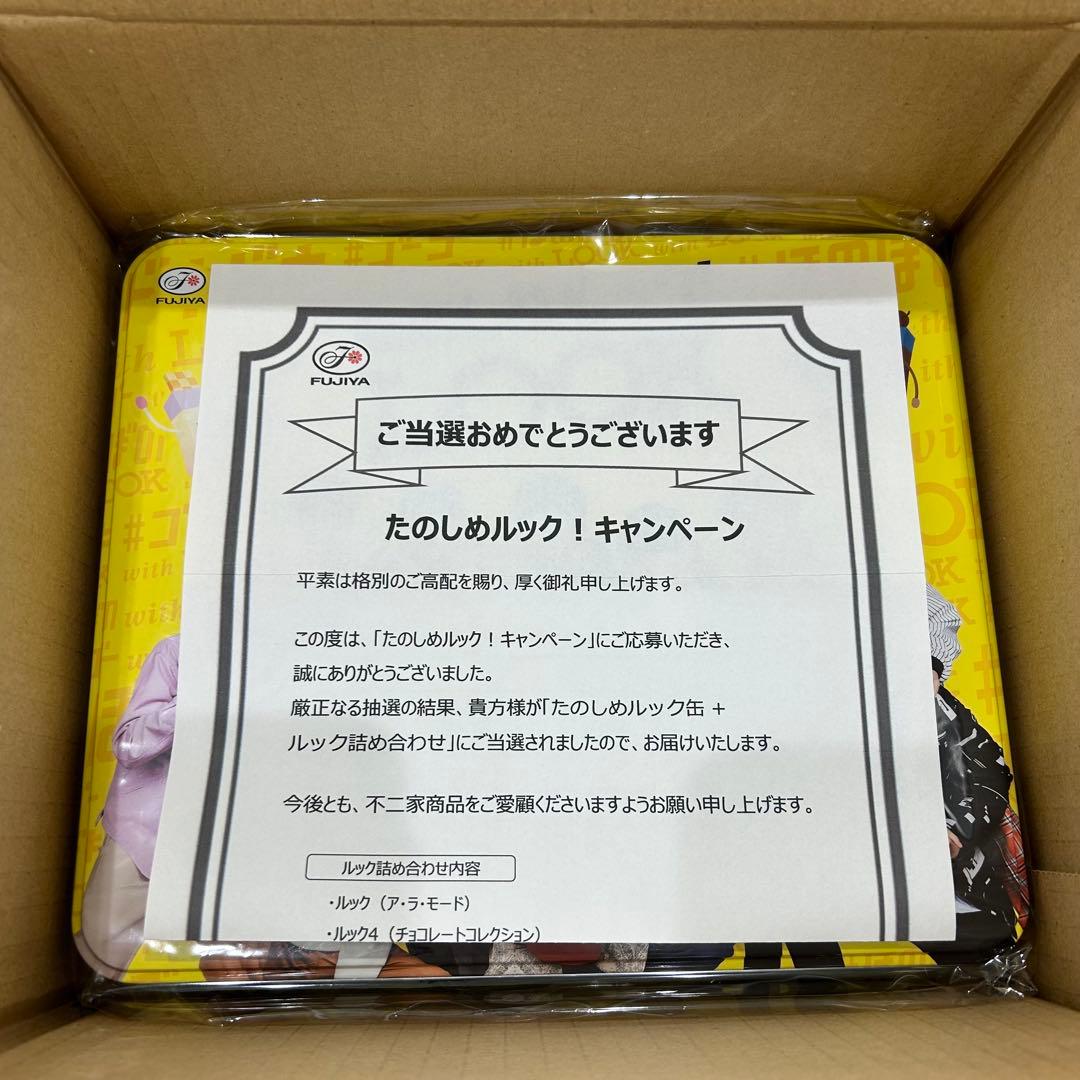 FUJIYA
FUJIYA
ご当選おめでとうございます
たのしめルック!キャンペーン
平素は格別のご高配を賜り、厚く御礼申し上げます。
この度は、「たのしめルック!キャンペーン」にご応募いただき、
誠にありがとうございました。
厳正なる抽選の結果、貴方様が「たのしめルック缶 +
ルック詰め合わせ」にご当選されましたので、お届けいたします。
今後とも、不二家商品をご愛顧くださいますようお願い申し上げます。
ルック詰め合わせ内容
・ルック(ア・ラ・モード)
・ルック4(チョコレートコレクション)
with
with
with